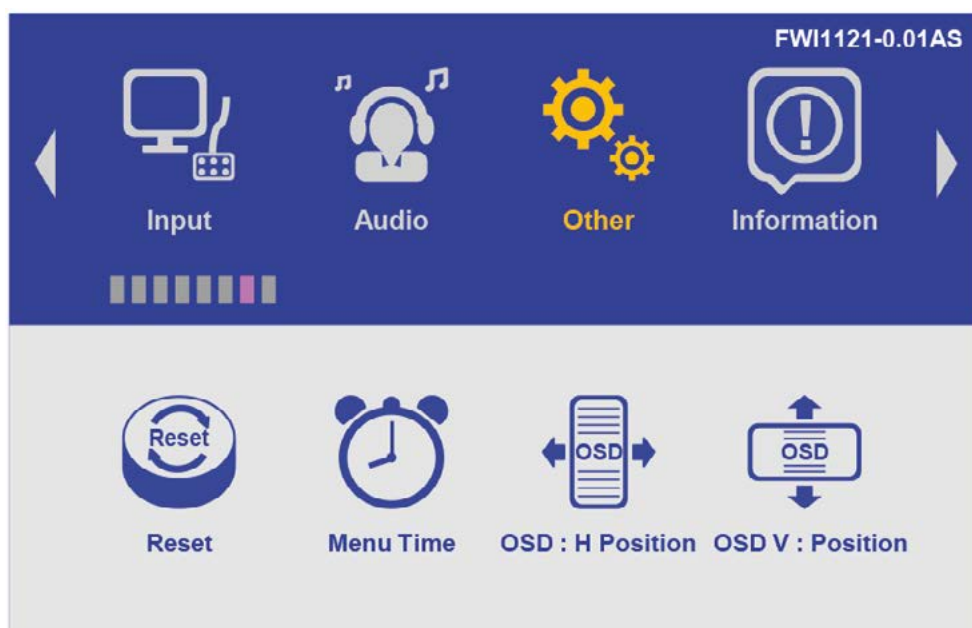 FWI1121-0.01AS
Input Audio Other Information
Reset OSD OSD
Reset Menu Time OSD : H Position OSD V : Position